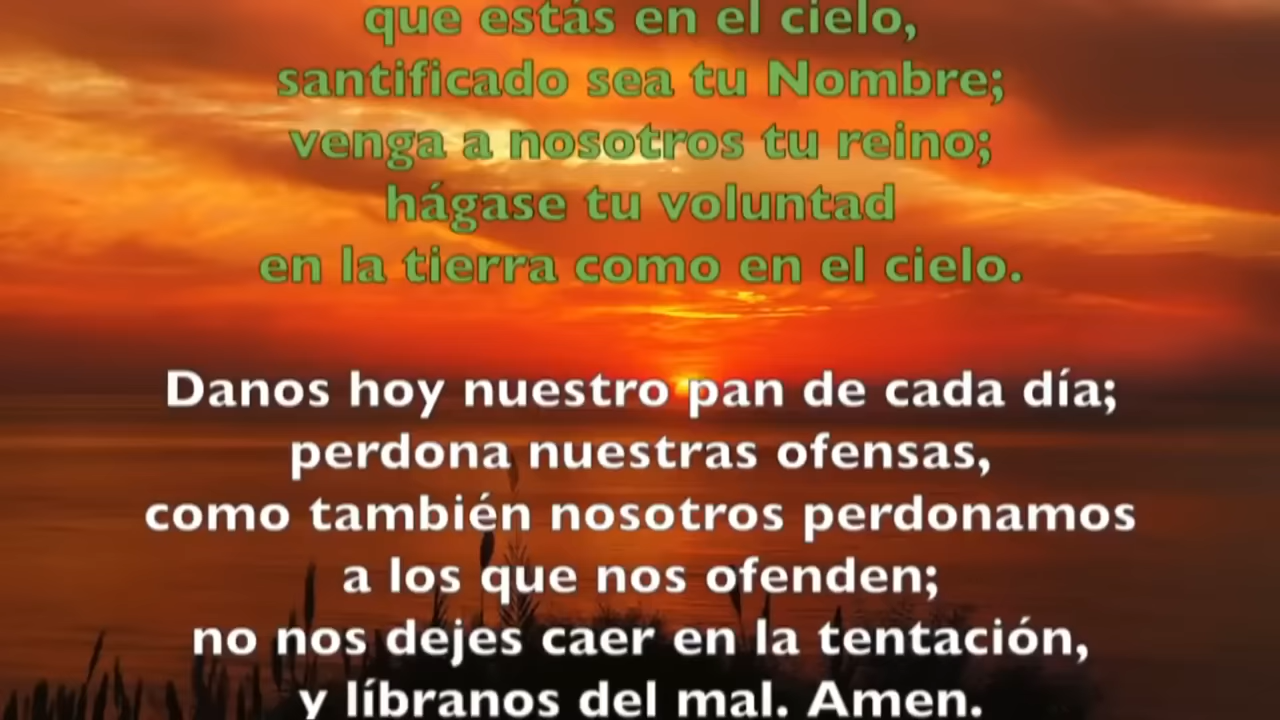 que estás en el cielo,
santificado sea tu Nombre;
venga a nosotros tu reino;
hágase tu voluntad
en la tierra como en el cielo.
Danos hoy nuestro pan de cada día;
perdona nuestras ofensas,
como también nosotros perdonamos
a los que nos ofenden;
no nos dejes caer en la tentación,
y líbranos del mal. Amen.